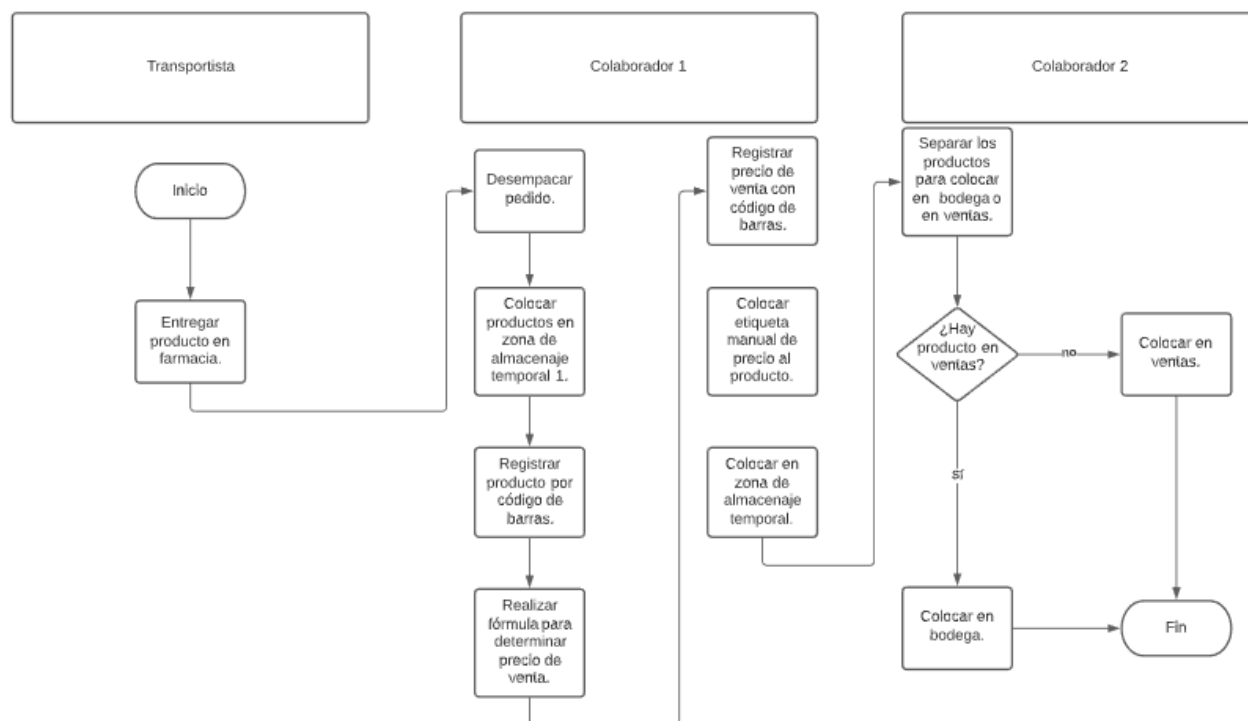 Transportista
Colaborador 1
Colaborador 2
Inicio
Entregar
producto en
farmacia.
Desempacar
pedido.
Colocar
productos en
zona de
almacenaje
temporal 1.
Registrar
producto por
código de
barras.
Realizar
fórmula para
determinar
precio de
venta.
Registrar
precio de
venta con
código de
barras.
Colocar
etiqueta
manual de
precio al
producto.
Colocar en
zona de
almacenaje
temporal.
Separar los
productos
para colocar
en bodega o
en ventas.
¿Hay
producto en
ventas?
no
Colocar en
ventas.
sí
Colocar en
bodega.
Fin